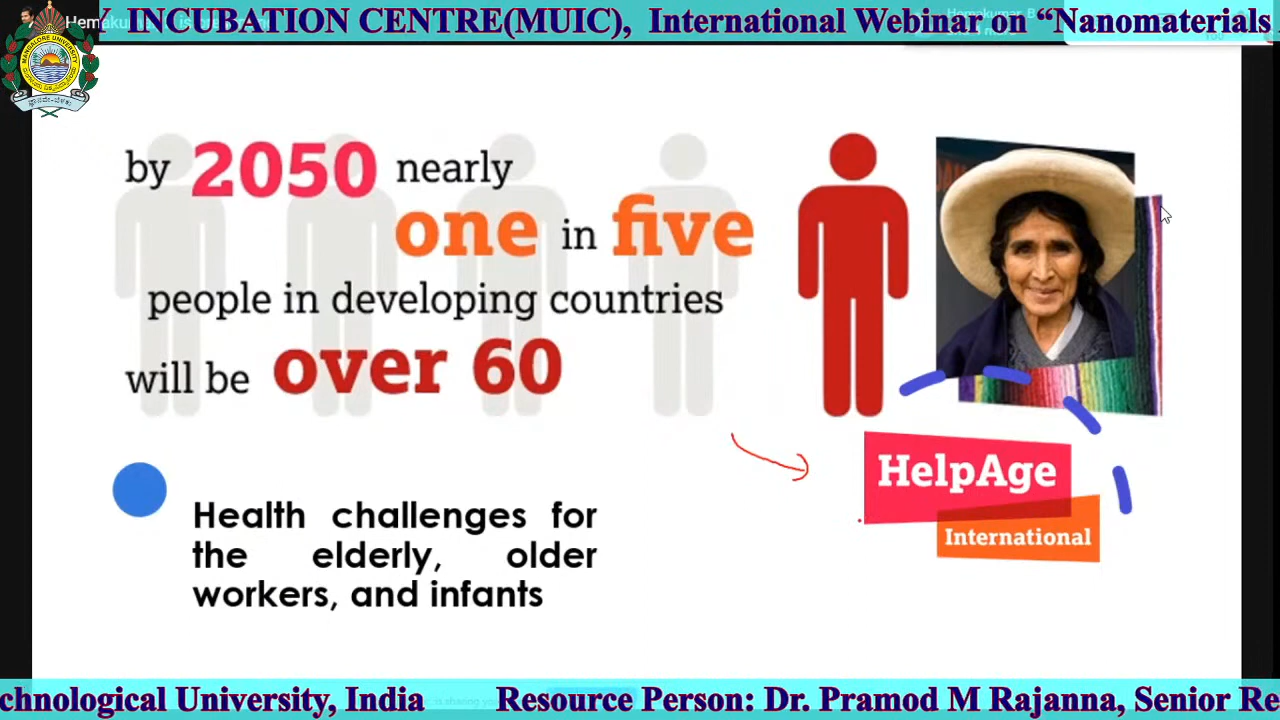 Y INCUBATION CENTRE(MUIC), International Webinar on “Nanomaterials
by 2050 nearly
one in five
people in developing countries
will be over 60
HelpAge
International
Health challenges for
the elderly, older
workers, and infants
chnological University, India Resource Person: Dr. Pramod M Rajanna, Senior Re